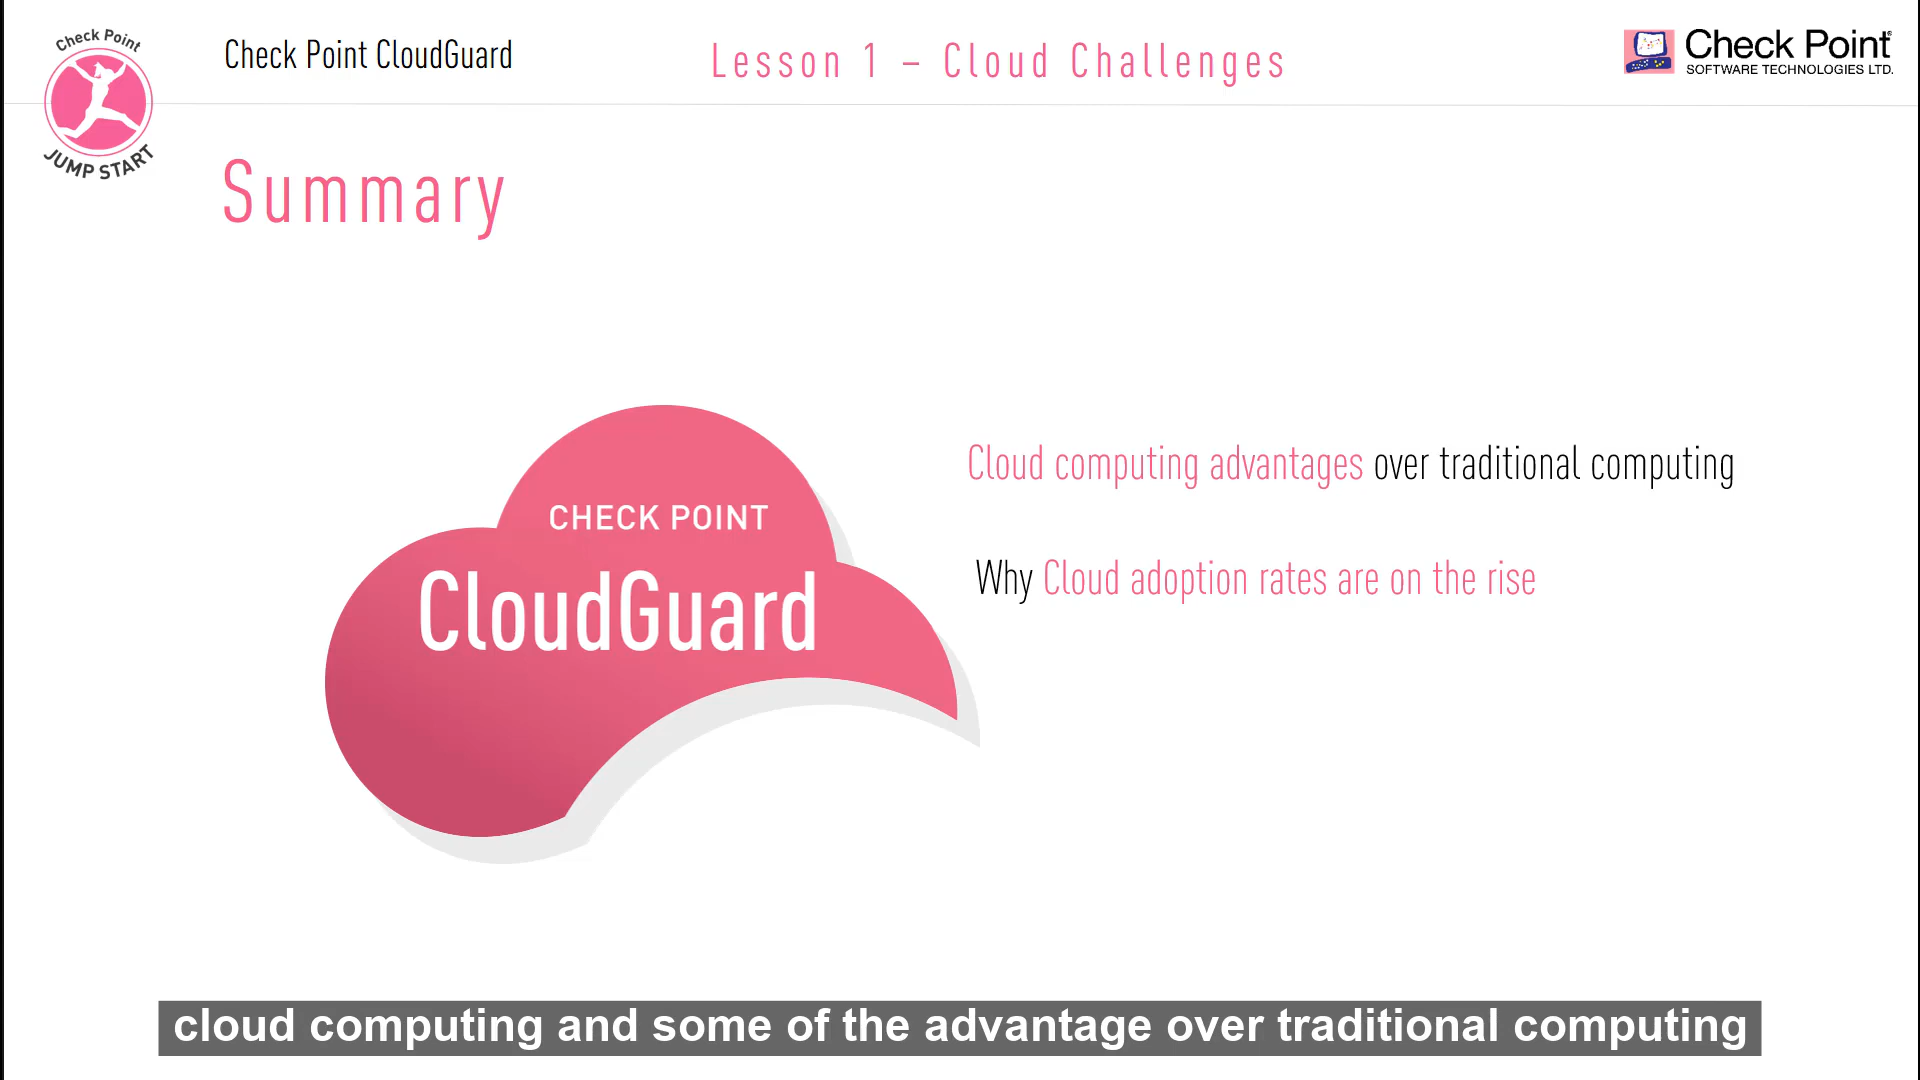 Check Point
JUMP START
Check Point CloudGuard
Lesson 1 – Cloud Challenges
Check Point
SOFTWARE TECHNOLOGIES LTD.
Summary
CHECK POINT
CloudGuard
Cloud computing advantages over traditional computing
Why Cloud adoption rates are on the rise
cloud computing and some of the advantage over traditional computing